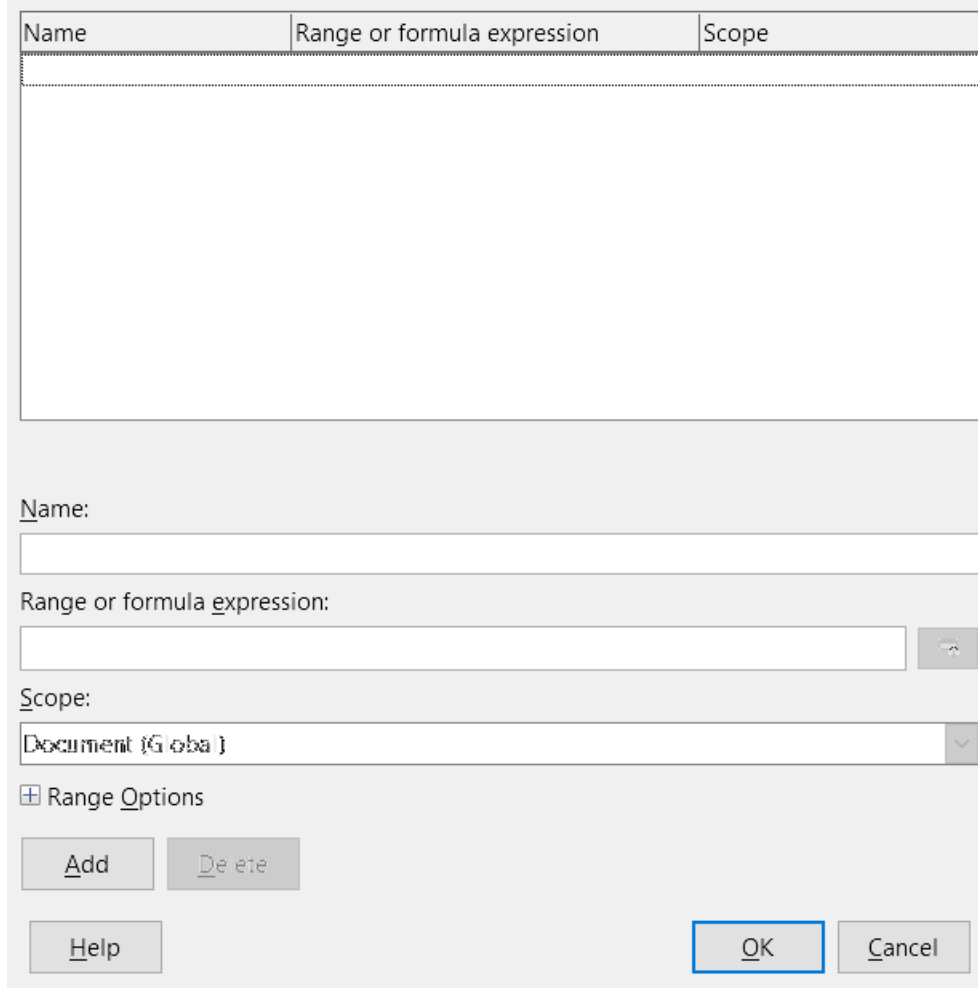 Name Range or formula expression Scope
Name:
Range or formula expression:
Scope:
Document (Global)
Range Options
Add Delete
Help OK Cancel